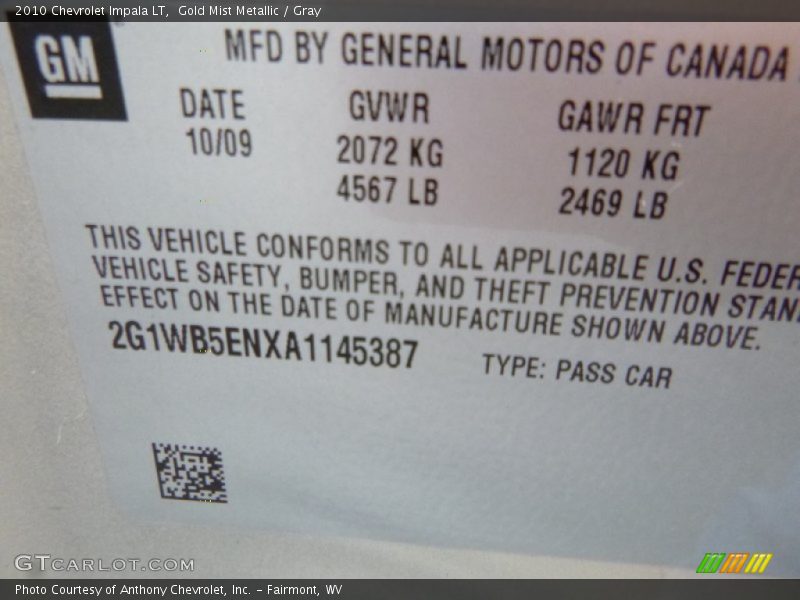 2010 Chevrolet Impala LT, Gold Mist Metallic / Gray
GM
MFD BY GENERAL MOTORS OF CANADA
DATE GVWR GAWR FRT
10/09 2072 KG 1120 KG
4567 LB 2469 LB
THIS VEHICLE CONFORMS TO ALL APPLICABLE U.S. FEDER
VEHICLE SAFETY, BUMPER, AND THEFT PREVENTION STAN
EFFECT ON THE DATE OF MANUFACTURE SHOWN ABOVE.
2G1WB5ENXA1145387 TYPE: PASS CAR
GTCARLOT.COM
Photo Courtesy of Anthony Chevrolet, Inc. - Fairmont, WV